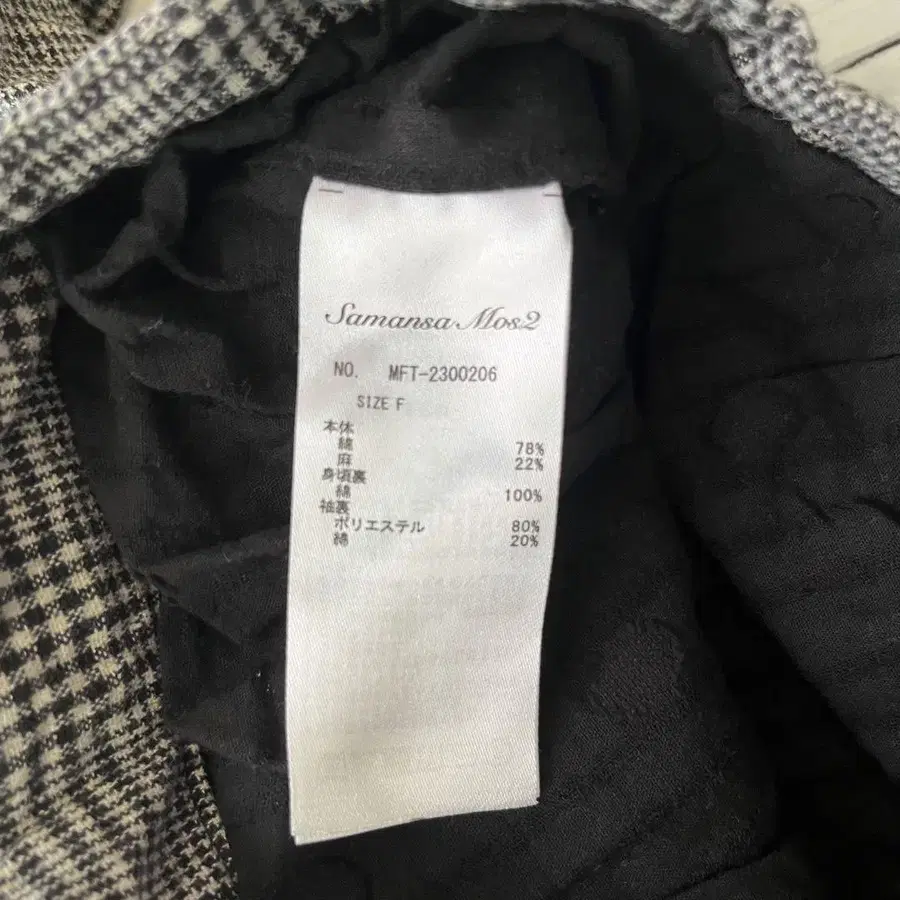 Samansa Mos2
NO. MFT-2300206
SIZE F
本体
綿 78%
麻 22%
身頃裏
綿 100%
袖裏
ポリエステル 80%
綿 20%